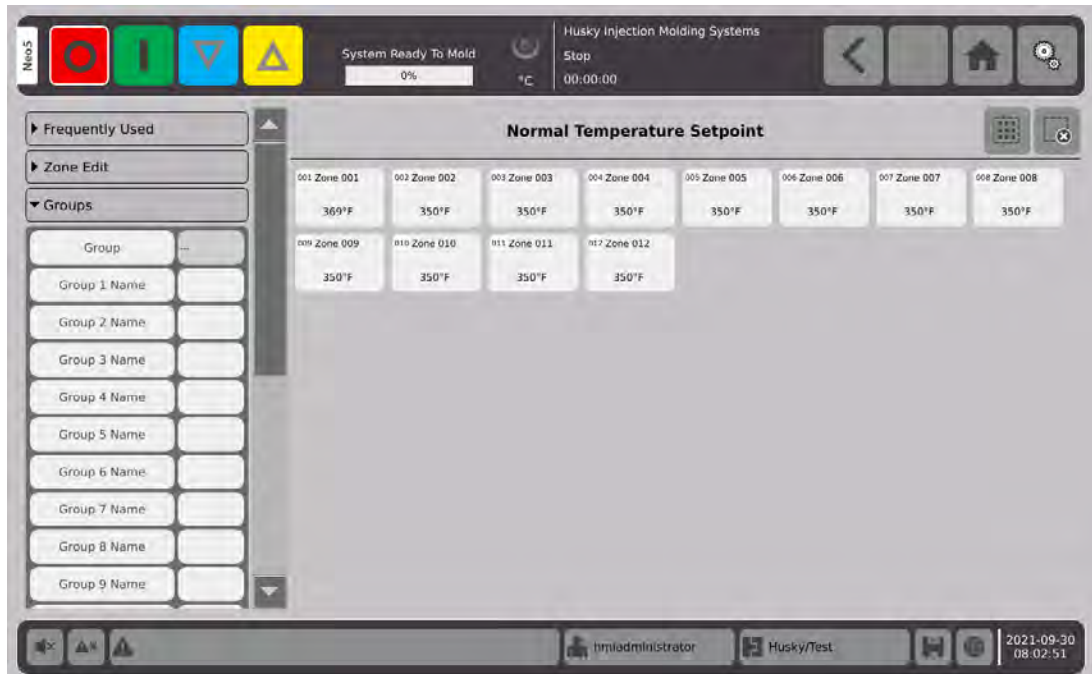 Neo5
System Ready To Mold
0%
°C
Husky Injection Molding Systems
Stop
00:00:00
Frequently Used
Zone Edit
Groups
Group
---
Group 1 Name
Group 2 Name
Group 3 Name
Group 4 Name
Group 5 Name
Group 6 Name
Group 7 Name
Group 8 Name
Group 9 Name
Normal Temperature Setpoint
001 Zone 001 002 Zone 002 003 Zone 003 004 Zone 004 005 Zone 005 006 Zone 006 007 Zone 007 008 Zone 008
369°F 350°F 350°F 350°F 350°F 350°F 350°F 350°F
009 Zone 009 010 Zone 010 011 Zone 011 012 Zone 012
350°F 350°F 350°F 350°F
hmiadministrator
Husky/Test
2021-09-30
08:02:51